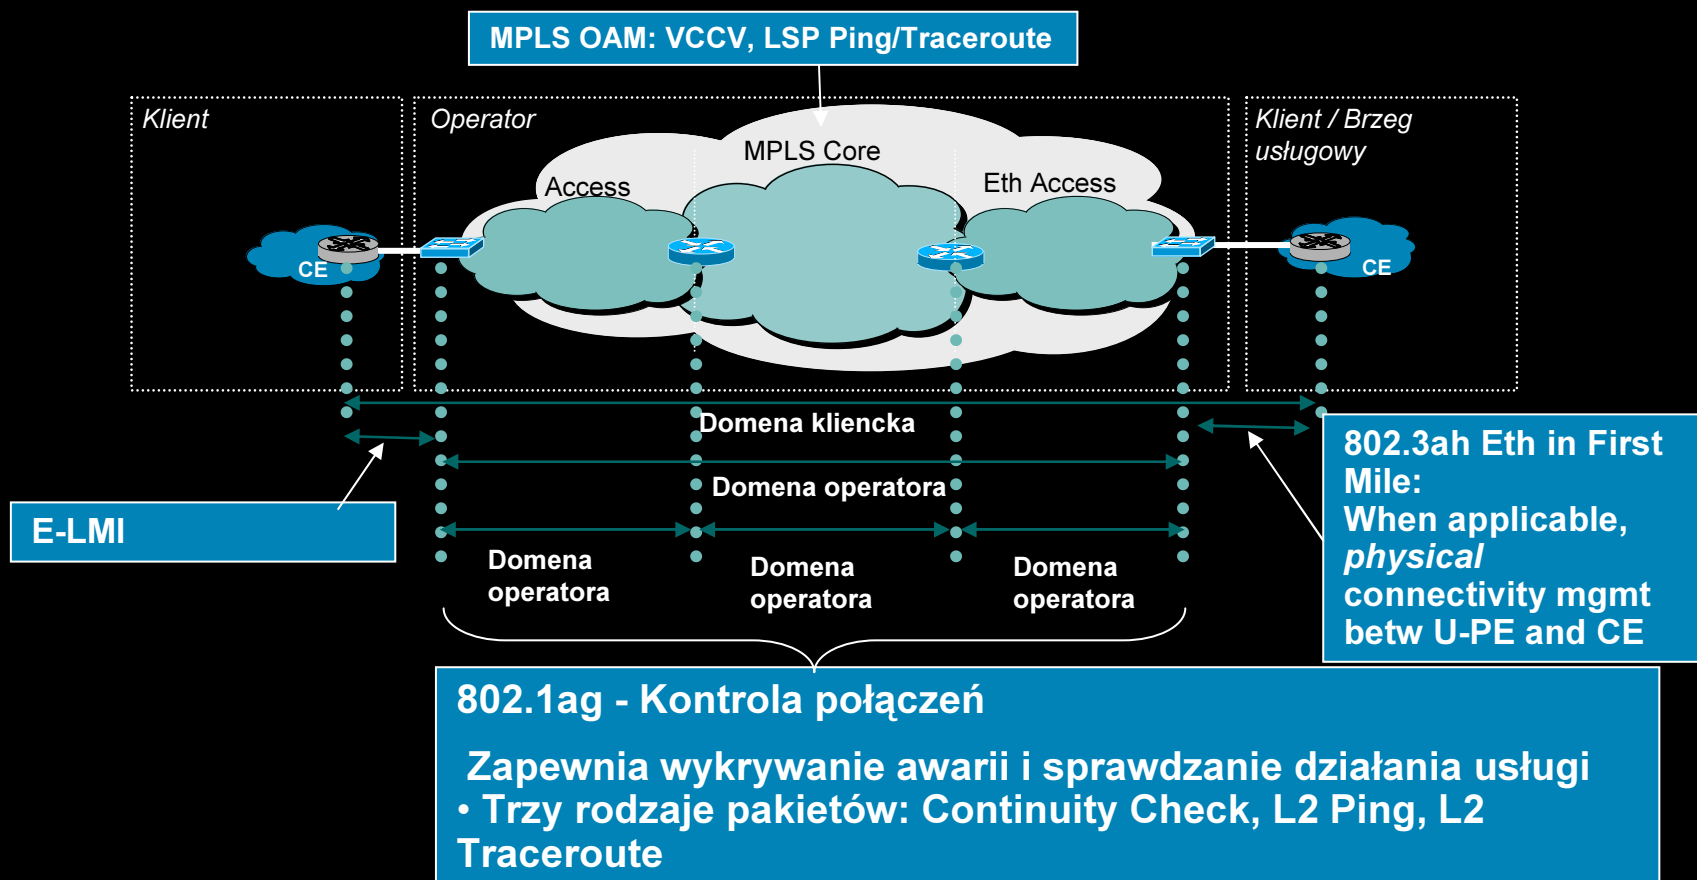 MPLS OAM: VCCV, LSP Ping/Traceroute
Klient
Operator
Klient / Brzeg
usługowy
MPLS Core
Access
Eth Access
CE
CE
Domena kliencka
Domena operatora
E-LMI
802.3ah Eth in First
Mile:
When applicable,
physical
connectivity mgmt
betw U-PE and CE
Domena
operatora
Domena
operatora
Domena
operatora
802.1ag - Kontrola połączeń
Zapewnia wykrywanie awarii i sprawdzanie działania usługi
• Trzy rodzaje pakietów: Continuity Check, L2 Ping, L2
Traceroute